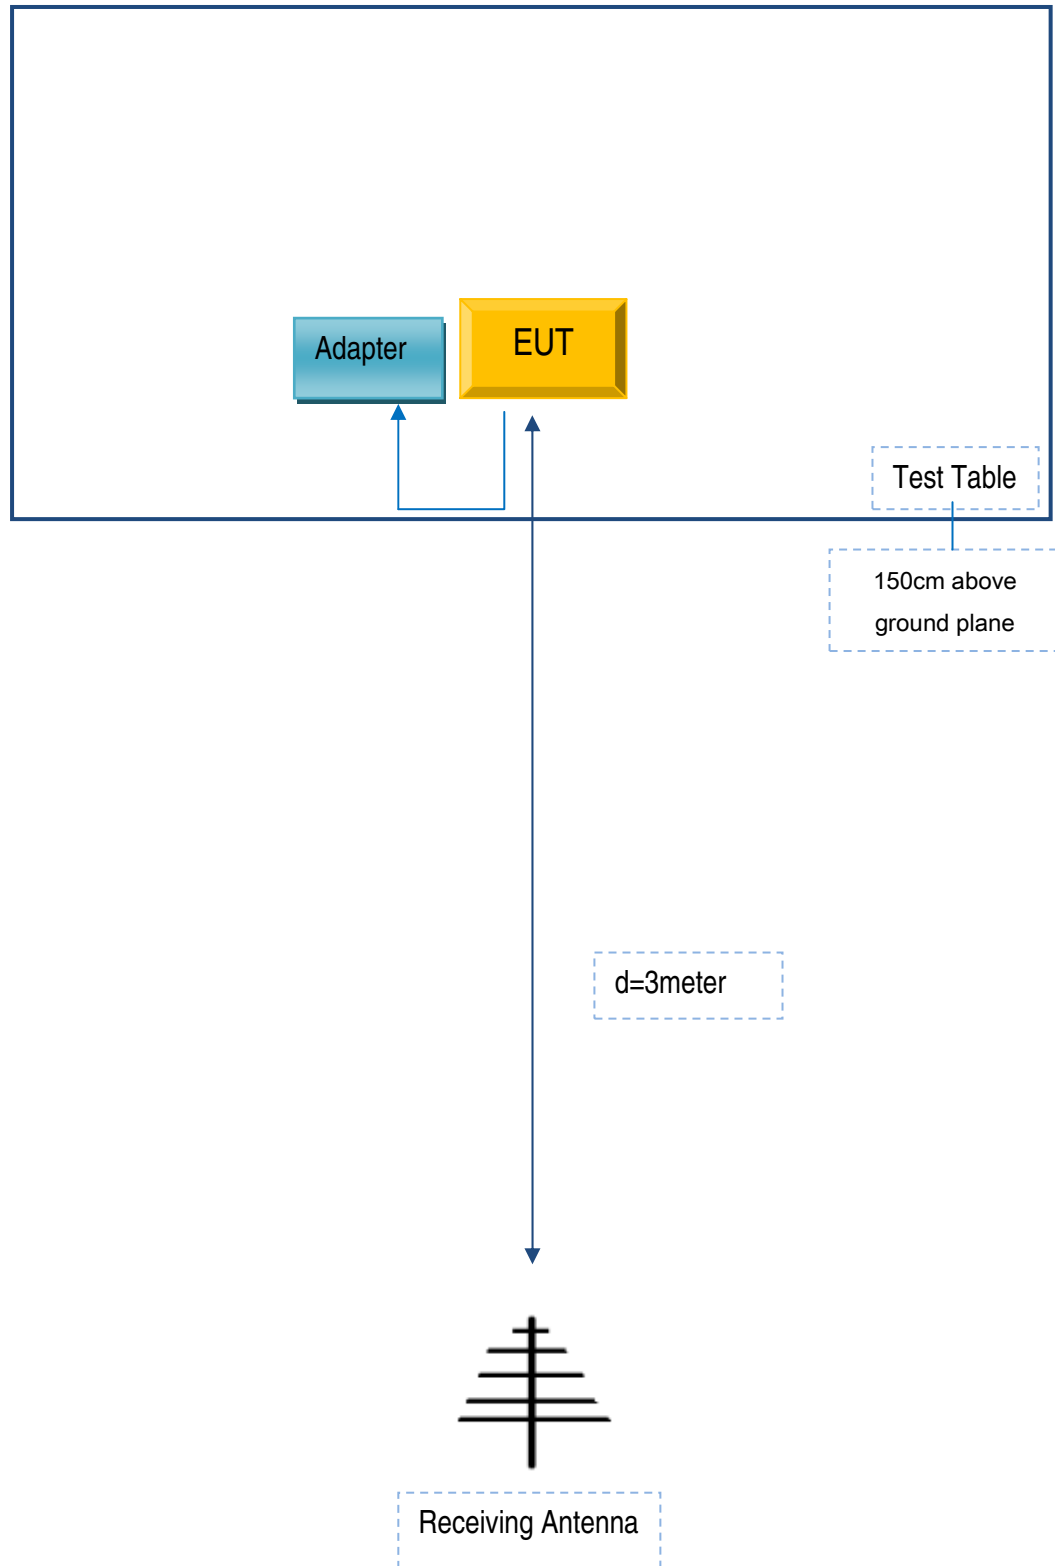 Adapter
EUT
Test Table
150cm above
ground plane
d=3meter
Receiving Antenna